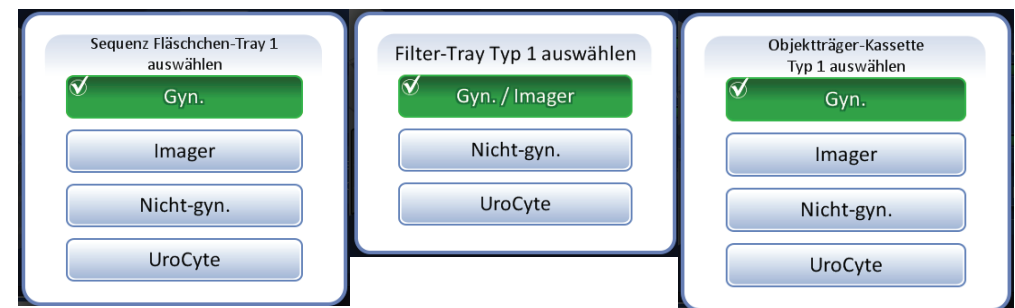 Sequenz Fläschchen-Tray 1
auswählen
Gyn.
Imager
Nicht-gyn.
UroCyte
Filter-Tray Typ 1 auswählen
Gyn. / Imager
Nicht-gyn.
UroCyte
Objektträger-Kassette
Typ 1 auswählen
Gyn.
Imager
Nicht-gyn.
UroCyte